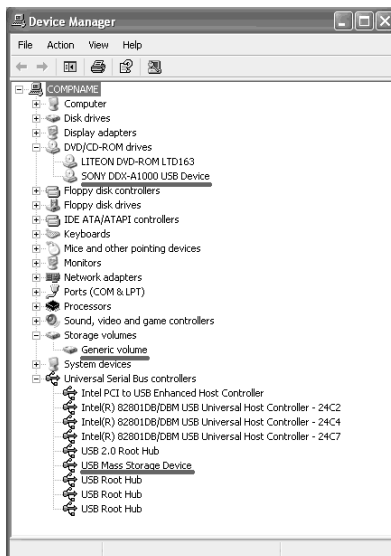 Device Manager
File Action View Help
COMPNAME
Computer
Disk drives
Display adapters
DVD/CD-ROM drives
LITEON DVD-ROM LTD163
SONY DDX-A1000 USB Device
Floppy disk controllers
Floppy disk drives
IDE ATA/ATAPI controllers
Keyboards
Mice and other pointing devices
Monitors
Network adapters
Ports (COM & LPT)
Processors
Sound, video and game controllers
Storage volumes
Generic volume
System devices
Universal Serial Bus controllers
Intel PCI to USB Enhanced Host Controller
Intel(R) 82801DB/DBM USB Universal Host Controller - 24C2
Intel(R) 82801DB/DBM USB Universal Host Controller - 24C4
Intel(R) 82801DB/DBM USB Universal Host Controller - 24C7
USB 2.0 Root Hub
USB Mass Storage Device
USB Root Hub
USB Root Hub
USB Root Hub